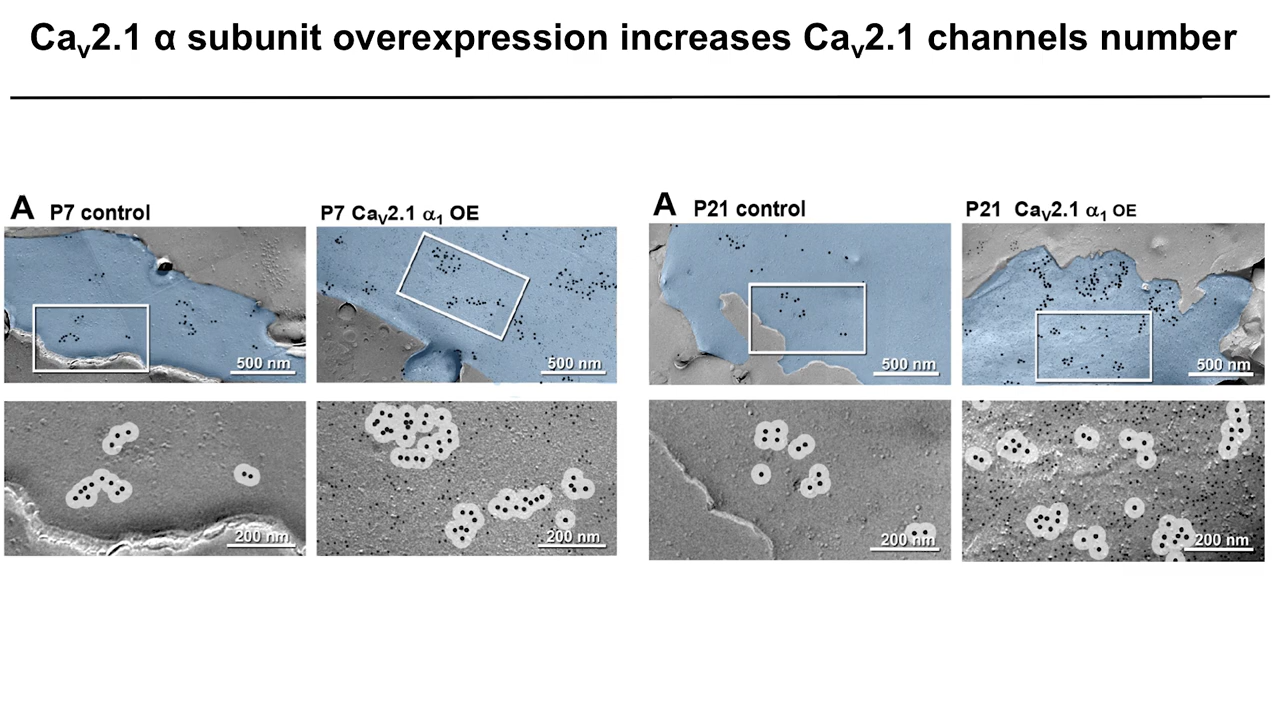 Cav2.1 α subunit overexpression increases Cav2.1 channels number
A P7 control
P7 CaV2.1 α1 OE
A P21 control
P21 CaV2.1 α1 OE
500 nm
500 nm
500 nm
500 nm
200 nm
200 nm
200 nm
200 nm